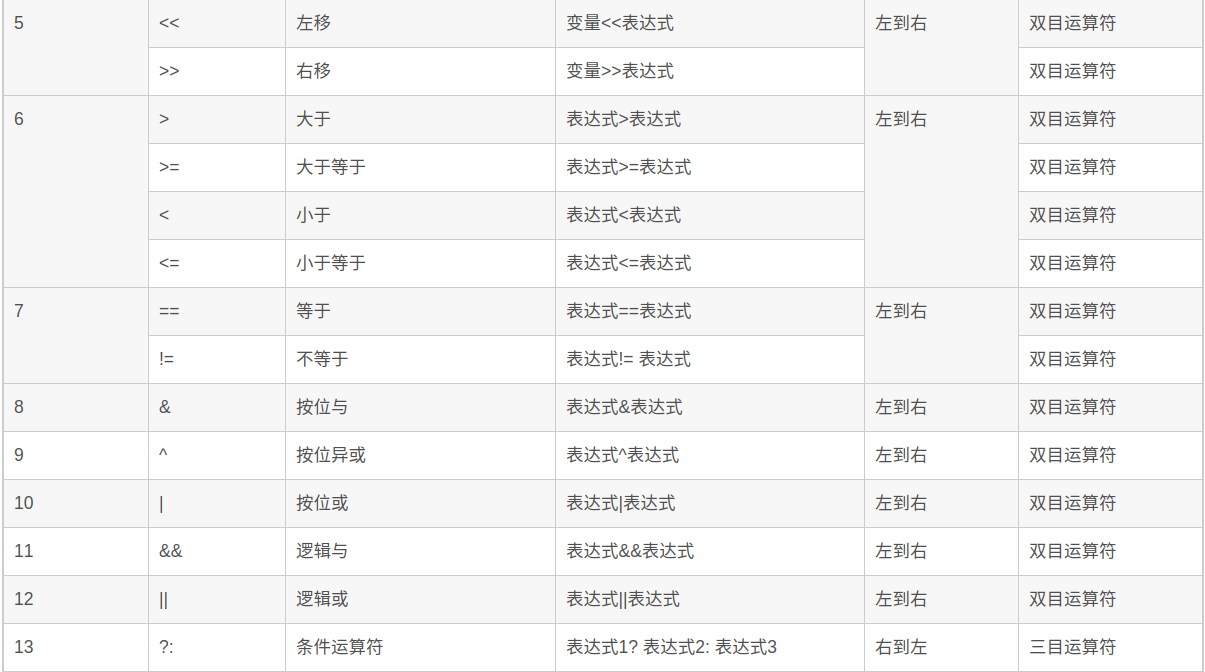 5 << 左移 变量<<表达式 左到右 双目运算符
>> 右移 变量>>表达式 双目运算符
6 > 大于 表达式>表达式 左到右 双目运算符
>= 大于等于 表达式>=表达式 双目运算符
< 小于 表达式<表达式 双目运算符
<= 小于等于 表达式<=表达式 双目运算符
7 == 等于 表达式==表达式 左到右 双目运算符
!= 不等于 表达式!= 表达式 双目运算符
8 & 按位与 表达式&表达式 左到右 双目运算符
9 ^ 按位异或 表达式^表达式 左到右 双目运算符
10 | 按位或 表达式|表达式 左到右 双目运算符
11 && 逻辑与 表达式&&表达式 左到右 双目运算符
12 || 逻辑或 表达式||表达式 左到右 双目运算符
13 ?: 条件运算符 表达式1? 表达式2: 表达式3 右到左 三目运算符